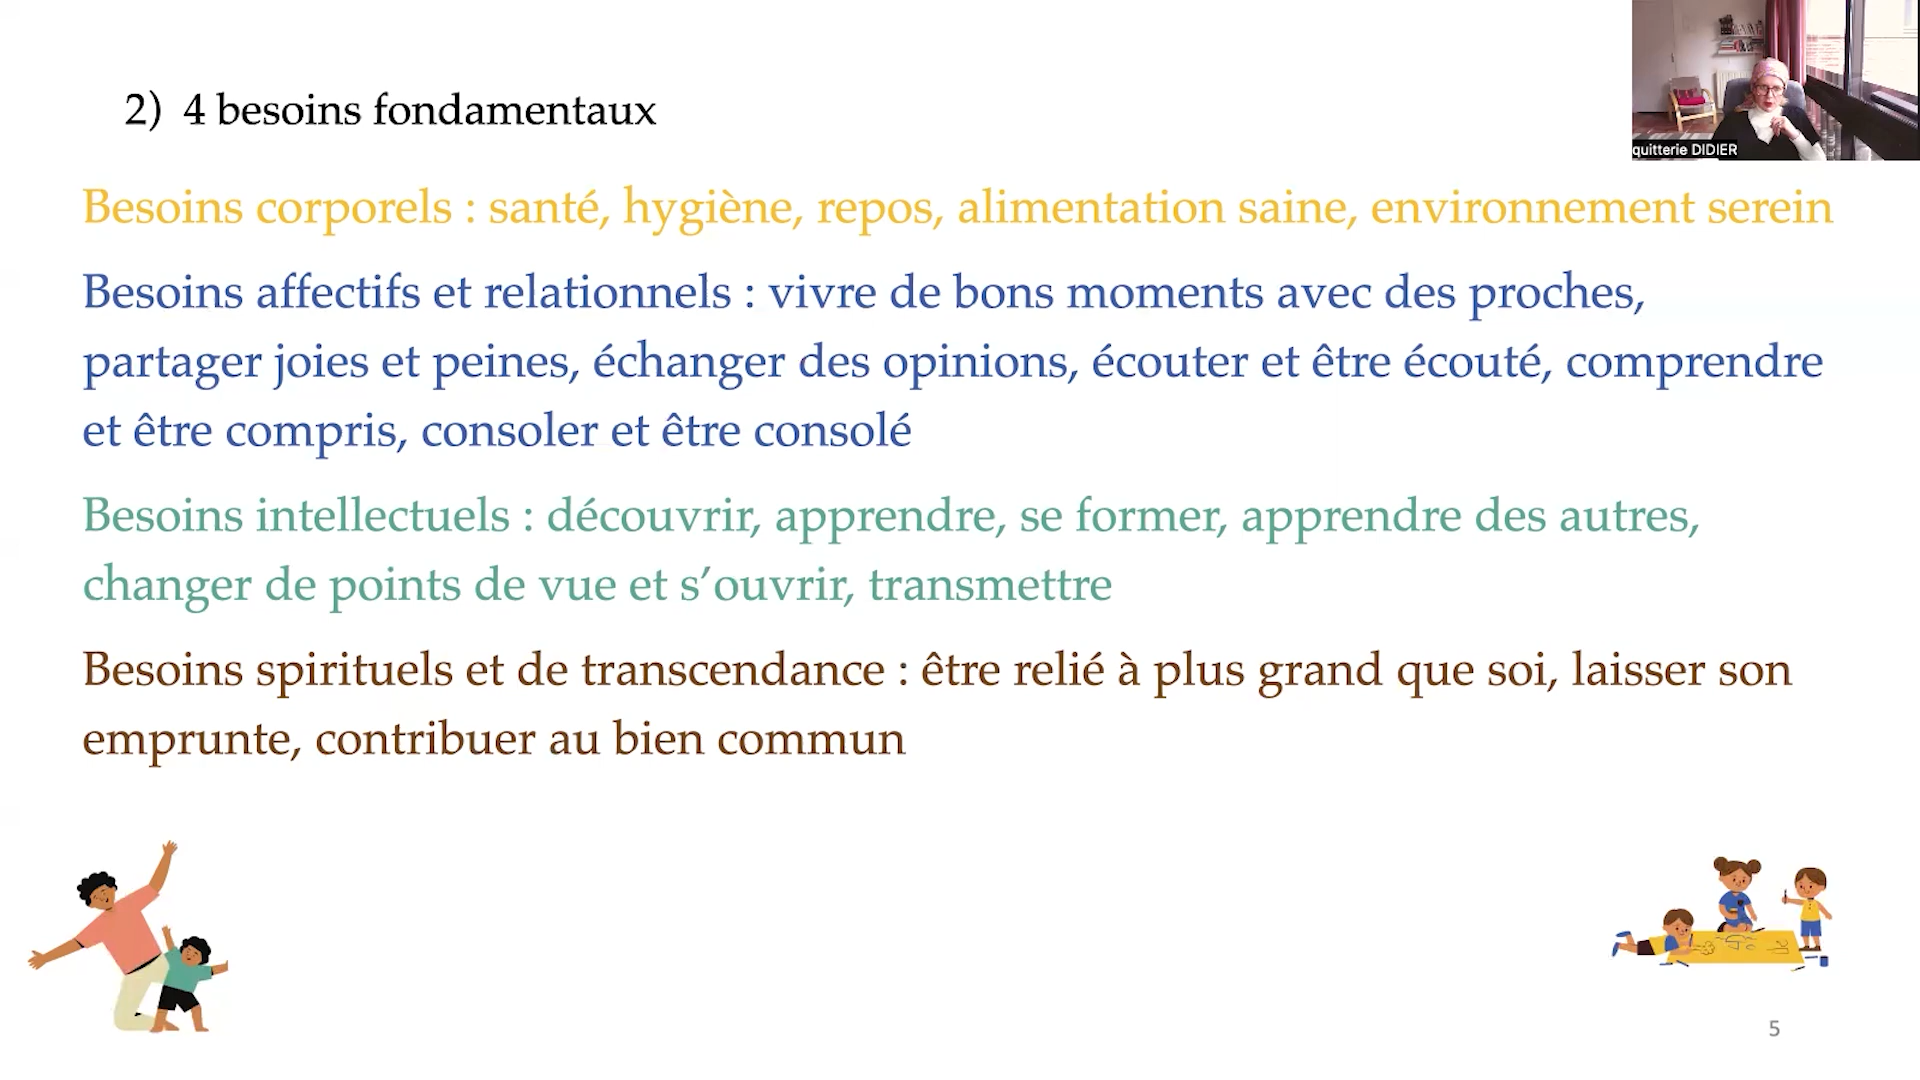 2) 4 besoins fondamentaux
quitterie DIDIER
Besoins corporels : santé, hygiène, repos, alimentation saine, environnement serein
Besoins affectifs et relationnels : vivre de bons moments avec des proches,
partager joies et peines, échanger des opinions, écouter et être écouté, comprendre
et être compris, consoler et être consolé
Besoins intellectuels : découvrir, apprendre, se former, apprendre des autres,
changer de points de vue et s’ouvrir, transmettre
Besoins spirituels et de transcendance : être relié à plus grand que soi, laisser son
emprunte, contribuer au bien commun
5